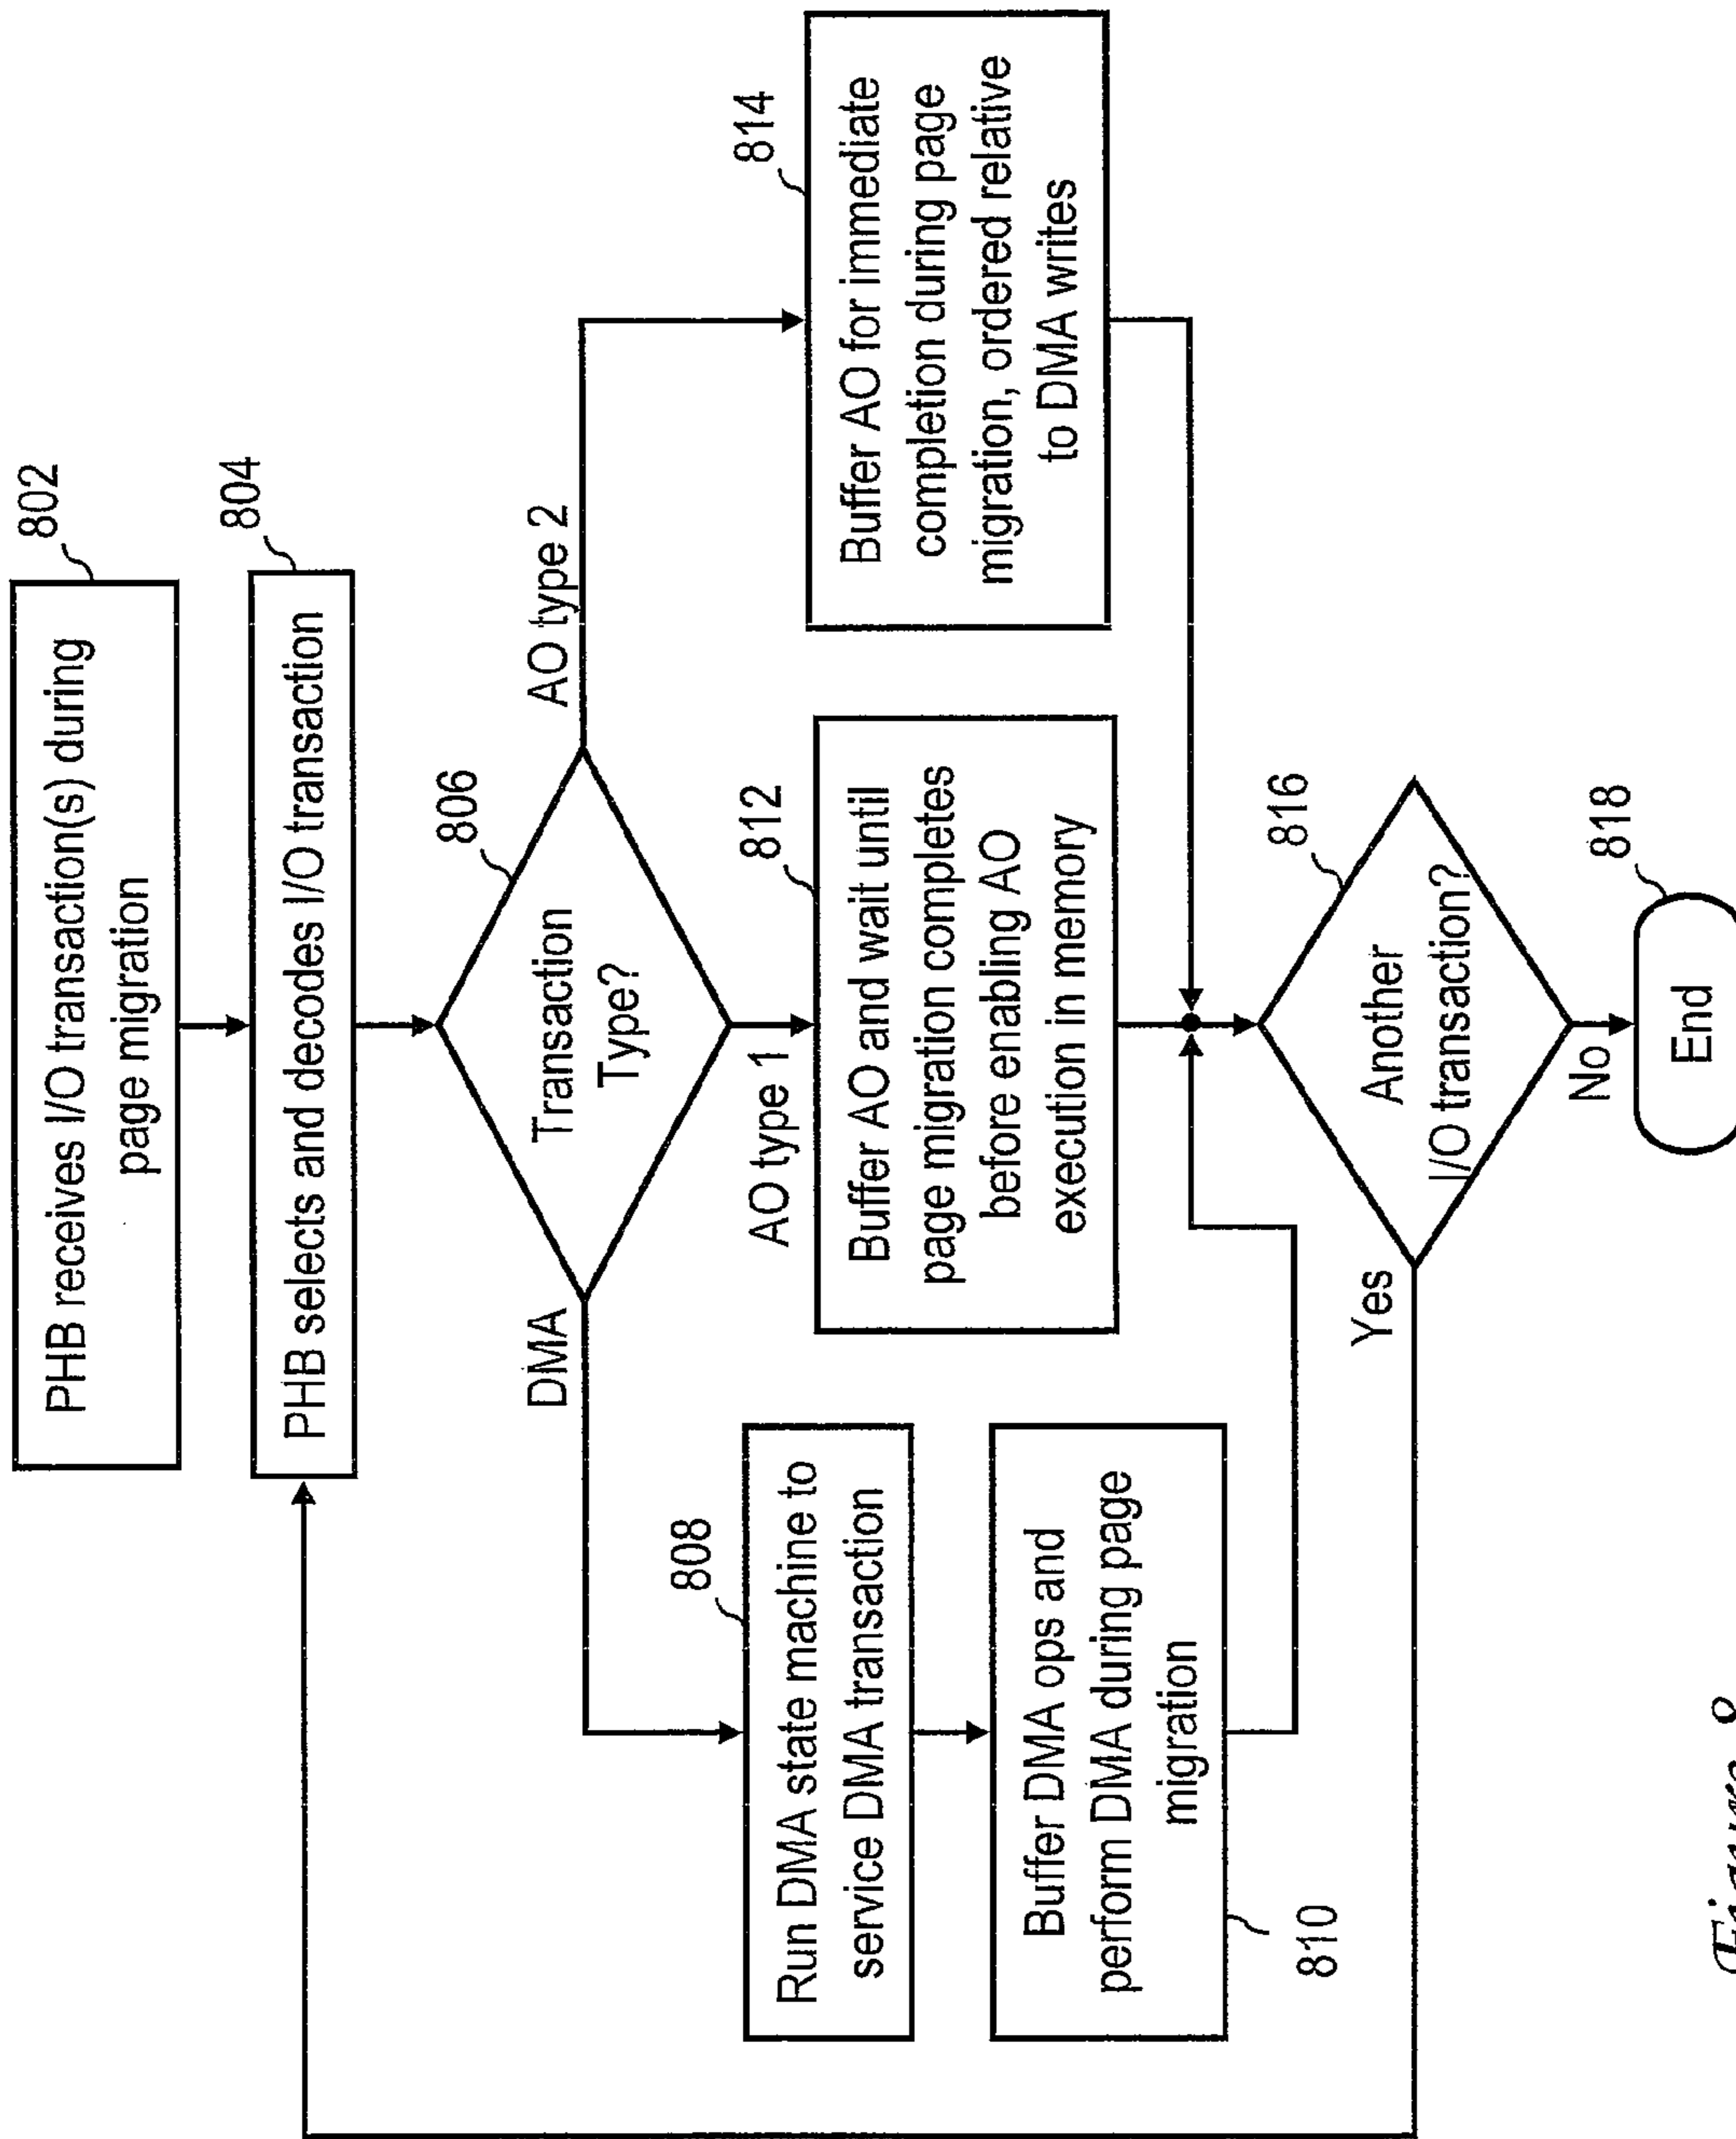 802
PHB receives I/O transaction(s) during
page migration
804
PHB selects and decodes I/O transaction
806
Transaction
Type?
DMA
AO type 1
AO type 2
808
Run DMA state machine to
service DMA transaction
Buffer DMA ops and
perform DMA during page
migration
810
812
Buffer AO and wait until
page migration completes
before enabling AO
execution in memory
814
Buffer AO for immediate
completion during page
migration, ordered relative
to DMA writes
816
Another
I/O transaction?
Yes
No
818
End
Figure 8